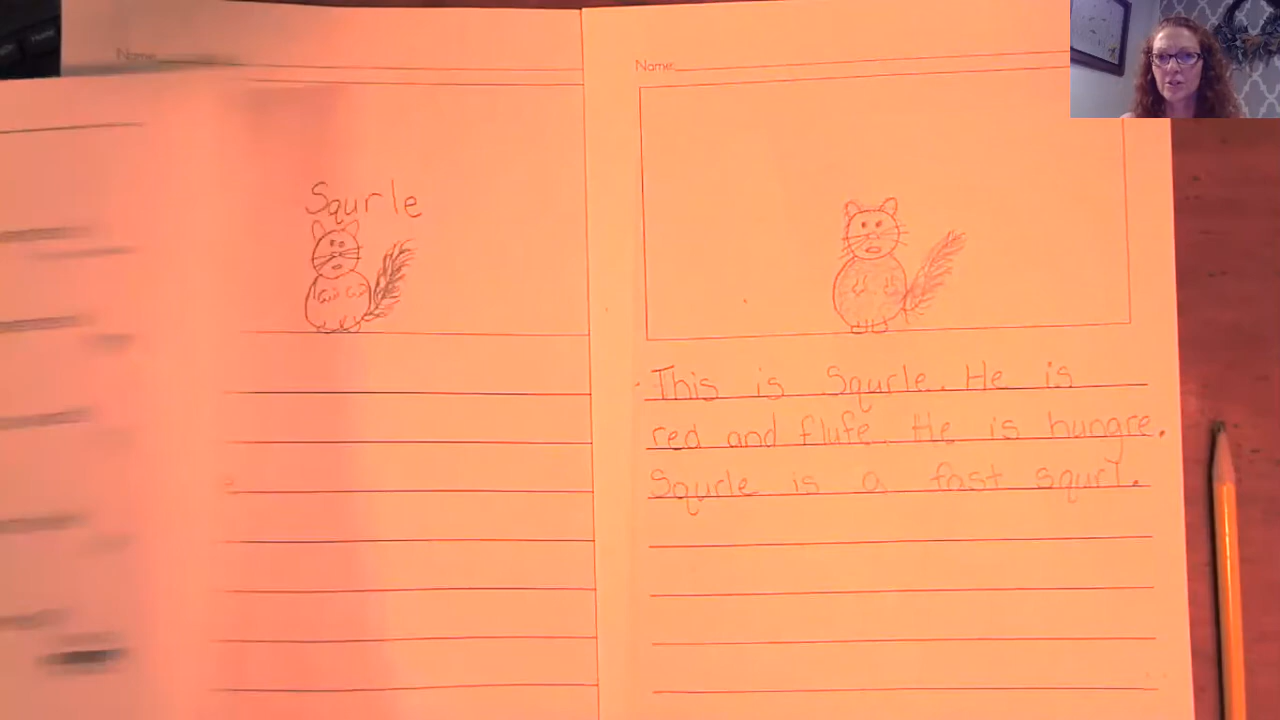 Name:
Squrle
Name:
This is Squrle. He is
red and flufe. He is hungre.
Squrle is a fast squrl.